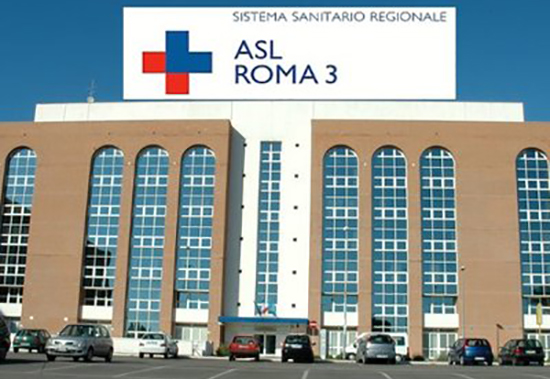 SISTEMA SANITARIO REGIONALE
ASL
ROMA 3